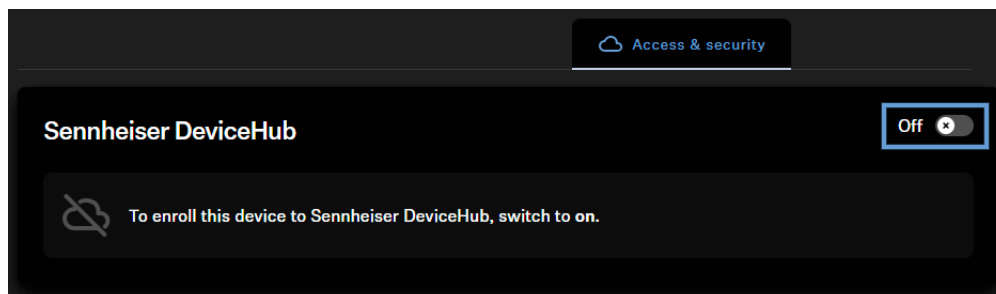 Access & security
Sennheiser DeviceHub
Off
To enroll this device to Sennheiser DeviceHub, switch to on.